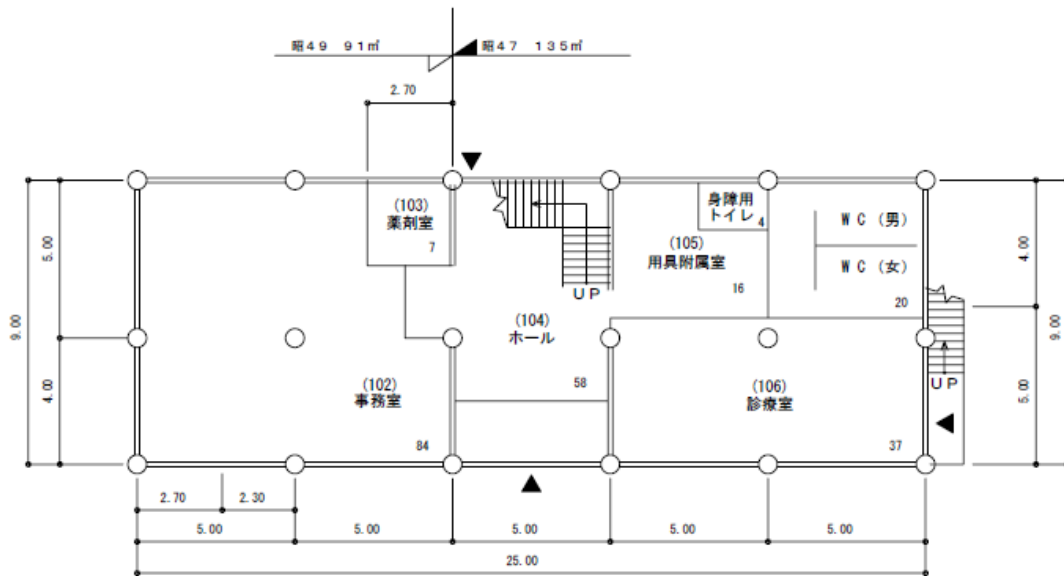 昭49 91㎡
昭47 135㎡
2.70
(103)
薬剤室
7
身障用
トイレ
4
(105)
用具附属室
16
WC(男)
WC(女)
20
UP
(104)
ホール
58
(102)
事務室
84
(106)
診療室
37
UP
9.00
5.00
4.00
4.00
5.00
9.00
2.70
2.30
5.00
5.00
5.00
5.00
5.00
25.00